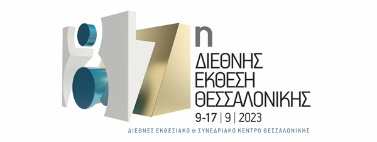 87η
ΔΙΕΘΝΗΣ
ΕΚΘΕΣΗ
ΘΕΣΣΑΛΟΝΙΚΗΣ
9-17 | 9 | 2023
ΔΙΕΘΝΕΣ ΕΚΘΕΣΙΑΚΟ & ΣΥΝΕΔΡΙΑΚΟ ΚΕΝΤΡΟ ΘΕΣΣΑΛΟΝΙΚΗΣ